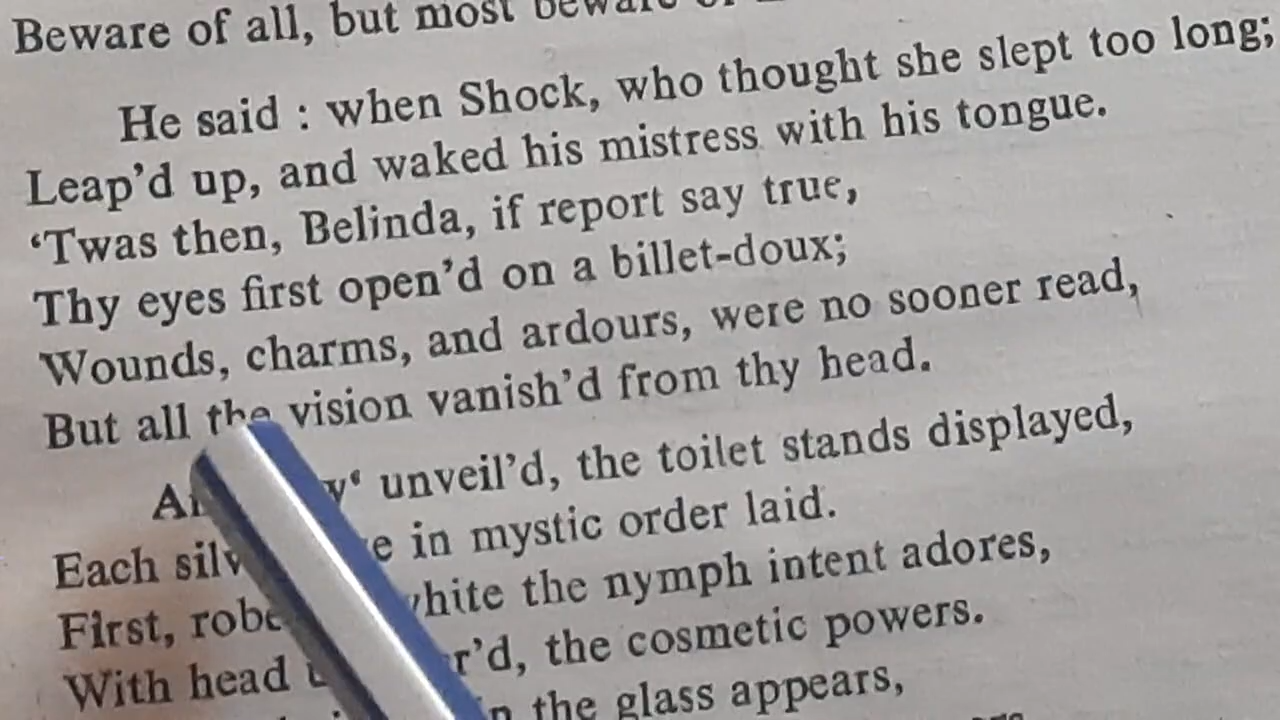 Beware of all, but most beware of
He said : when Shock, who thought she slept too long;
Leap'd up, and waked his mistress with his tongue.
‘Twas then, Belinda, if report say true,
Thy eyes first open'd on a billet-doux;
Wounds, charms, and ardours, were no sooner read,
But all the vision vanish'd from thy head.
unveil'd, the toilet stands displayed,
Each in mystic order laid.
First, the nymph intent adores,
With head the cosmetic powers.
the glass appears,